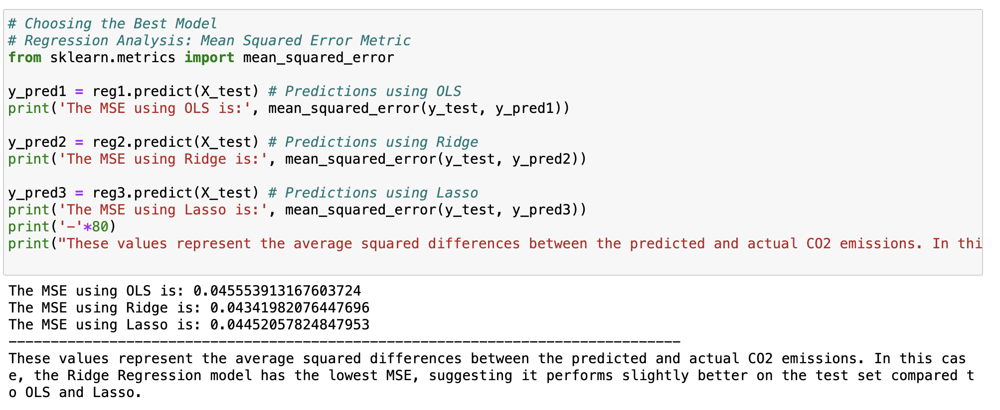 # Choosing the Best Model
# Regression Analysis: Mean Squared Error Metric
from sklearn.metrics import mean_squared_error
y_pred1 = reg1.predict(X_test) # Predictions using OLS
print('The MSE using OLS is:', mean_squared_error(y_test, y_pred1))
y_pred2 = reg2.predict(X_test) # Predictions using Ridge
print('The MSE using Ridge is:', mean_squared_error(y_test, y_pred2))
y_pred3 = reg3.predict(X_test) # Predictions using Lasso
print('The MSE using Lasso is:', mean_squared_error(y_test, y_pred3))
print('-'*80)
print("These values represent the average squared differences between the predicted and actual CO2 emissions. In thi
The MSE using OLS is: 0.045553913167603724
The MSE using Ridge is: 0.04341982076447696
The MSE using Lasso is: 0.04452057824847953
--------------------------------------------------------------------------------
These values represent the average squared differences between the predicted and actual CO2 emissions. In this cas
e, the Ridge Regression model has the lowest MSE, suggesting it performs slightly better on the test set compared t
o OLS and Lasso.